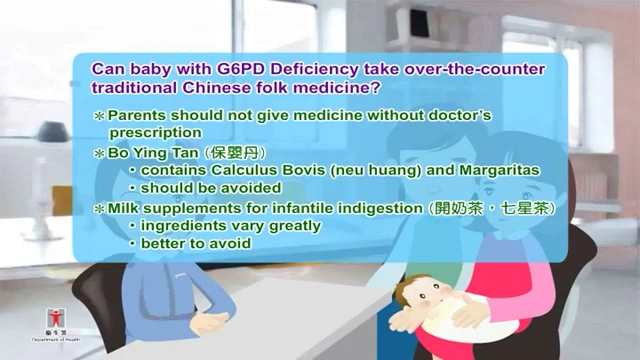 Can baby with G6PD Deficiency take over-the-counter
traditional Chinese folk medicine?
*Parents should not give medicine without doctor's
prescription
*Bo Ying Tan (保嬰丹)
• contains Calculus Bovis (neu huang) and Margaritas
• should be avoided
*Milk supplements for infantile indigestion (開奶茶，七星茶)
• ingredients vary greatly
• better to avoid
衞生署
Department of Health